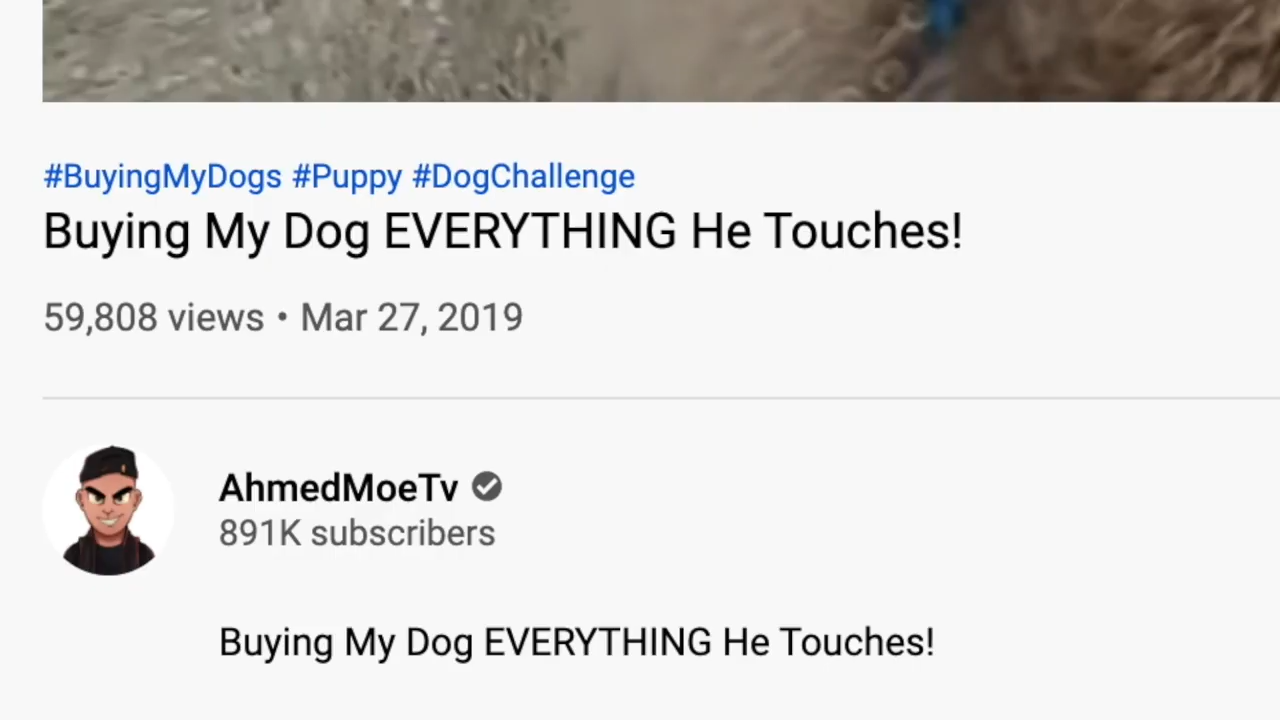 #BuyingMyDogs #Puppy #DogChallenge
Buying My Dog EVERYTHING He Touches!
59,808 views • Mar 27, 2019
AhmedMoeTv
891K subscribers
Buying My Dog EVERYTHING He Touches!